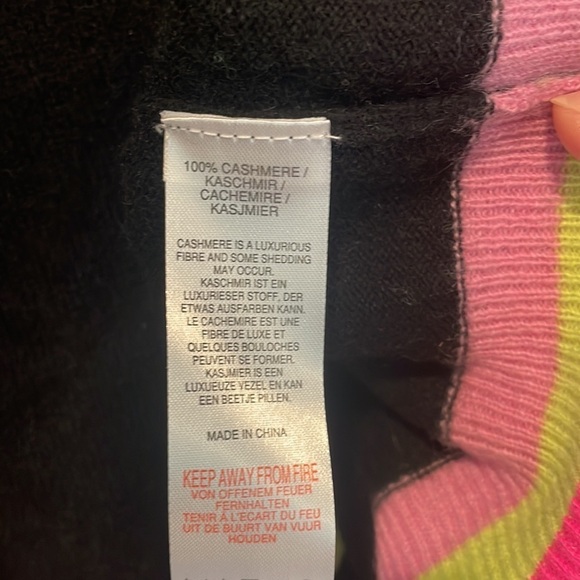 100% CASHMERE /
KASCHMIR /
CACHEMIRE /
KASJMIER
CASHMERE IS A LUXURIOUS
FIBRE AND SOME SHEDDING
MAY OCCUR.
KASCHMIR IST EIN
LUXURIESER STOFF, DER
ETWAS AUSFARBEN KANN.
LE CACHEMIRE EST UNE
FIBRE DE LUXE ET
QUELQUES BOULOCHES
PEUVENT SE FORMER.
KASJMIER IS EEN
LUXUEUZE VEZEL EN KAN
EEN BEETJE PILLEN.
MADE IN CHINA
KEEP AWAY FROM FIRE
VON OFFENEM FEUER
FERNHALTEN
TENIR À L'ÉCART DU FEU
UIT DE BUURT VAN VUUR
HOUDEN